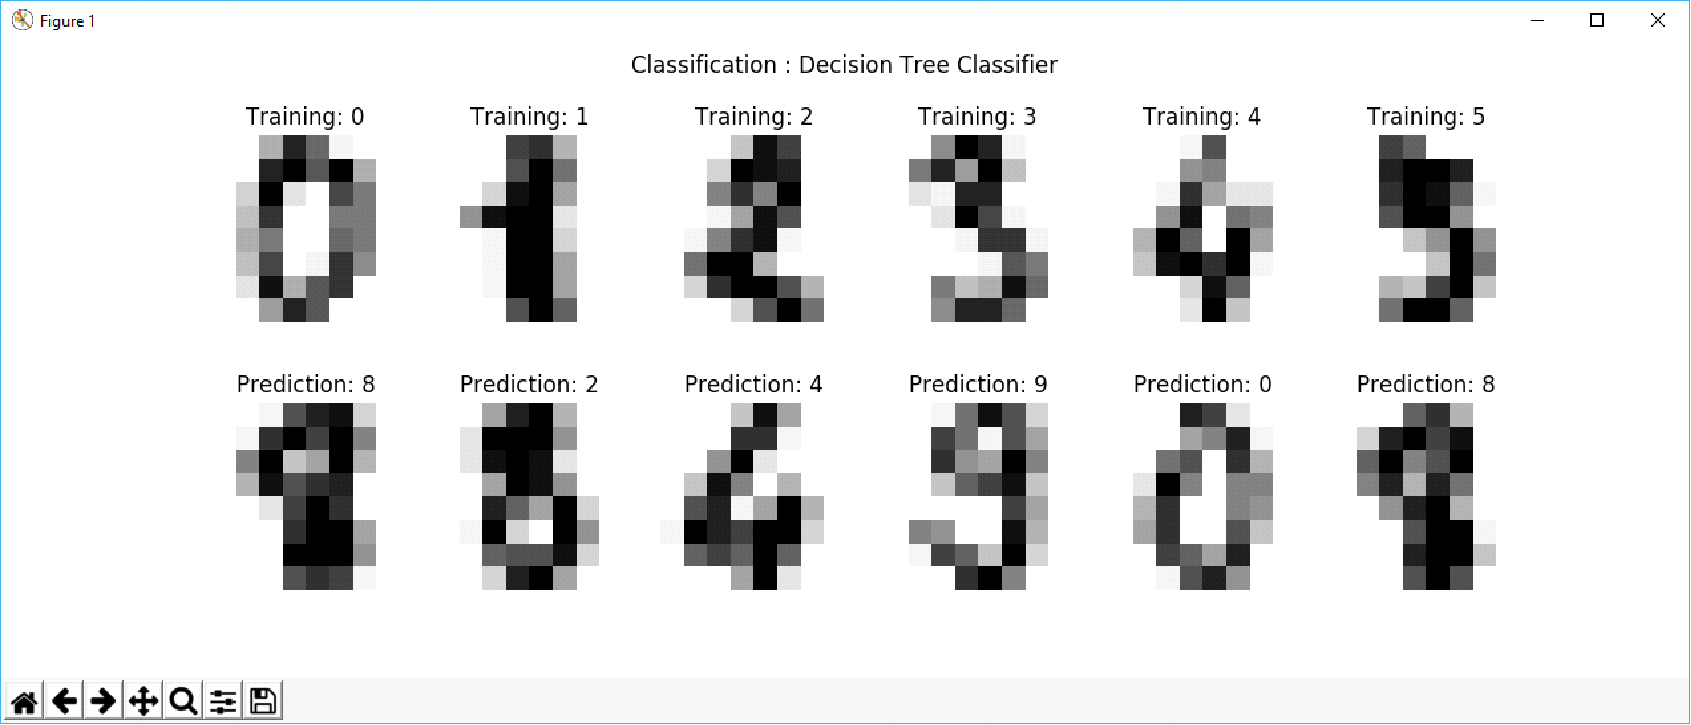 Figure 1
Classification : Decision Tree Classifier
Training: 0 Training: 1 Training: 2 Training: 3 Training: 4 Training: 5
Prediction: 8 Prediction: 2 Prediction: 4 Prediction: 9 Prediction: 0 Prediction: 8